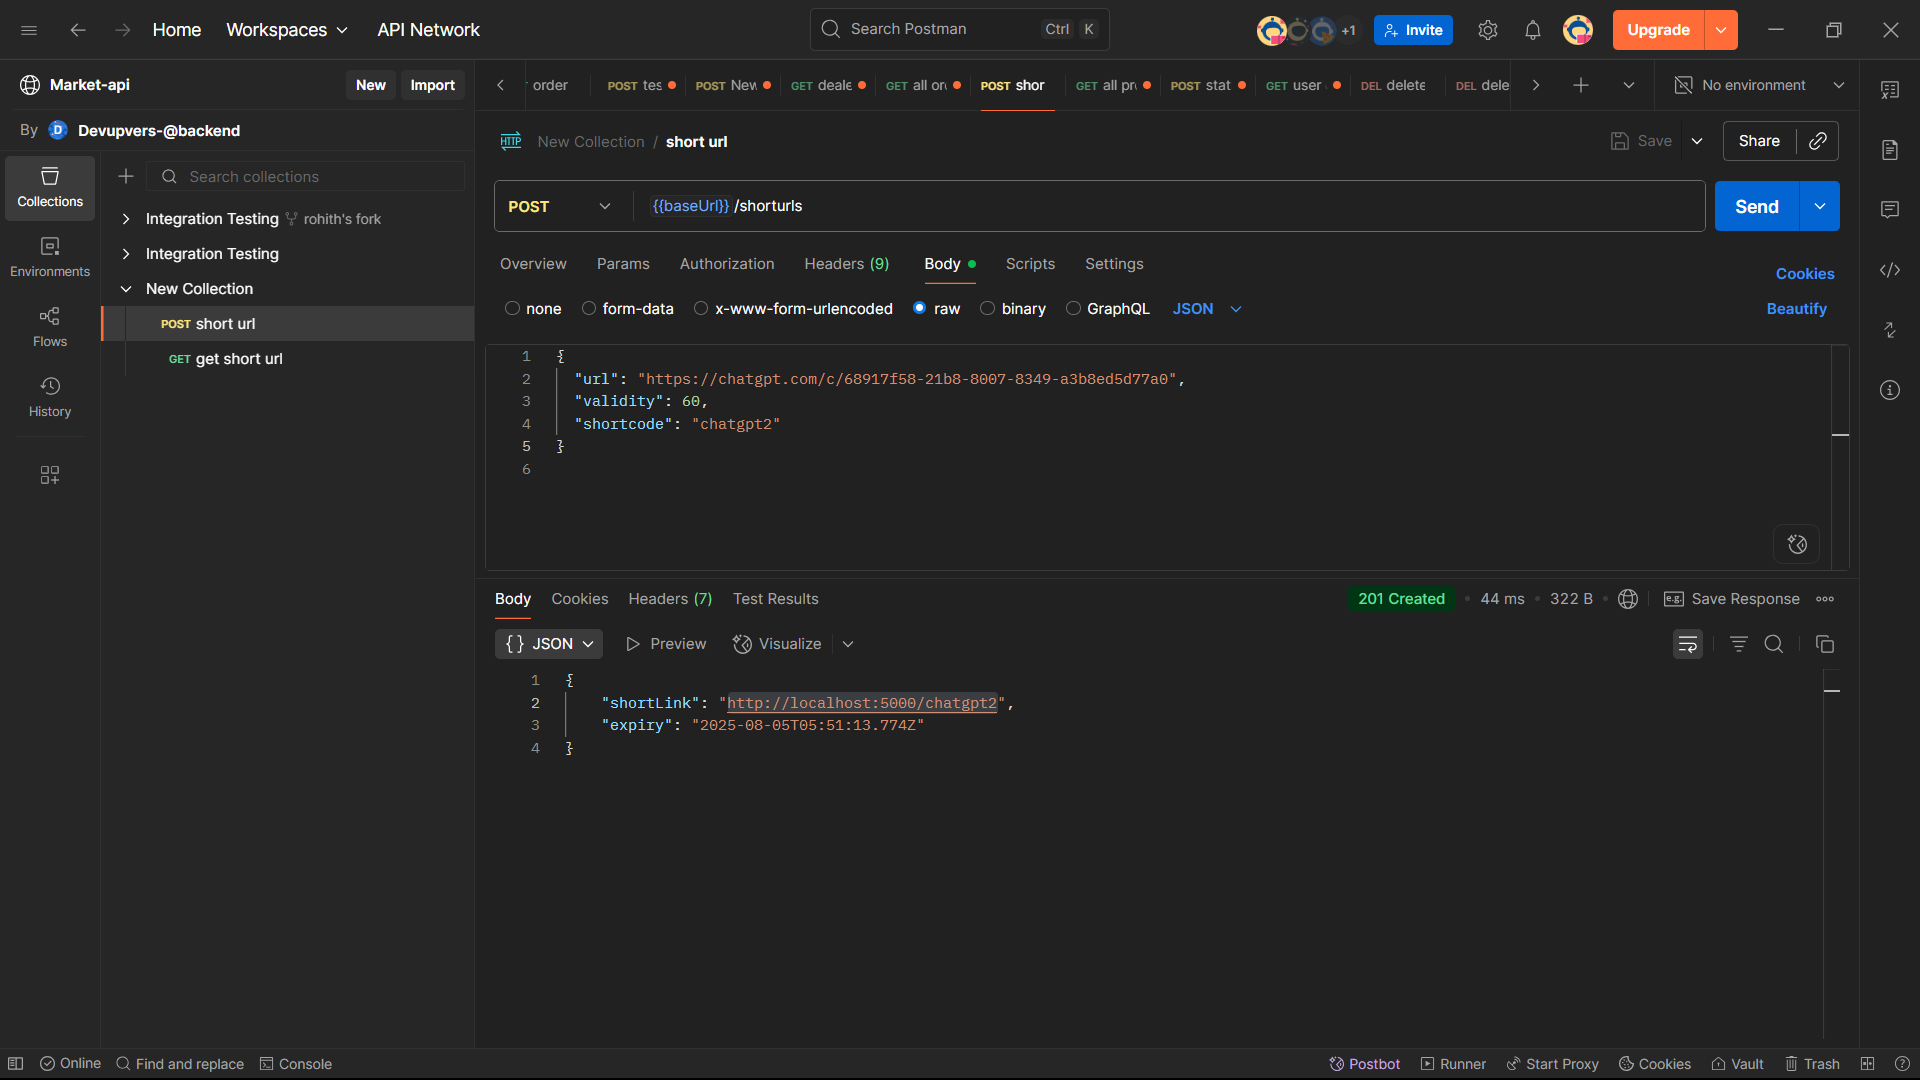 Home Workspaces API Network Search Postman Ctrl K +1 Invite Upgrade
Market-api New Import
order POST tes POST New GET deale GET all or POST shor GET all pr POST stat GET user DEL delete DEL dele No environment
By D Devupvers-@backend
New Collection / short url Save Share
Collections
Environments
Flows
History
Search collections
Integration Testing rohith's fork
Integration Testing
New Collection
POST short url
GET get short url
POST {{baseUrl}} /shorturls Send
Overview Params Authorization Headers (9) Body Scripts Settings Cookies
none form-data x-www-form-urlencoded raw binary GraphQL JSON Beautify
1 {
2 "url": "https://chatgpt.com/c/68917f58-21b8-8007-8349-a3b8ed5d77a0",
3 "validity": 60,
4 "shortcode": "chatgpt2"
5 }
6
Body Cookies Headers (7) Test Results 201 Created 44 ms 322 B e.g. Save Response
{} JSON Preview Visualize
1 {
2 "shortLink": "http://localhost:5000/chatgpt2",
3 "expiry": "2025-08-05T05:51:13.774Z"
4 }
Online Find and replace Console Postbot Runner Start Proxy Cookies Vault Trash